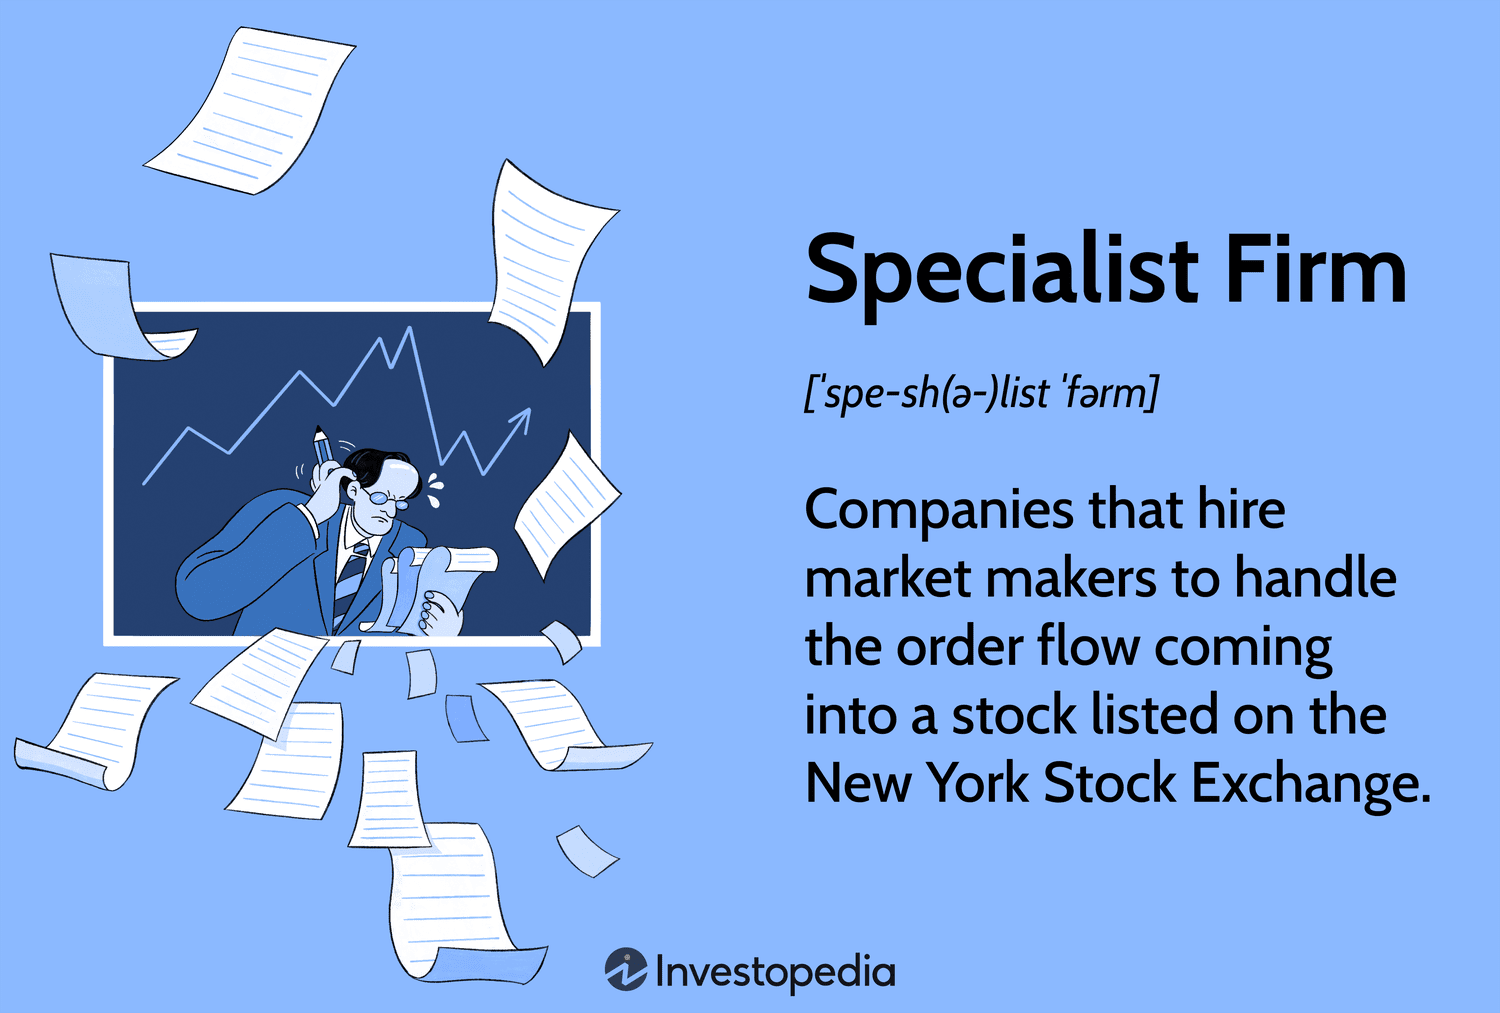 Specialist Firm
[ˈspe-sh(ə-)list ˈfərm]
Companies that hire
market makers to handle
the order flow coming
into a stock listed on the
New York Stock Exchange.
Investopedia